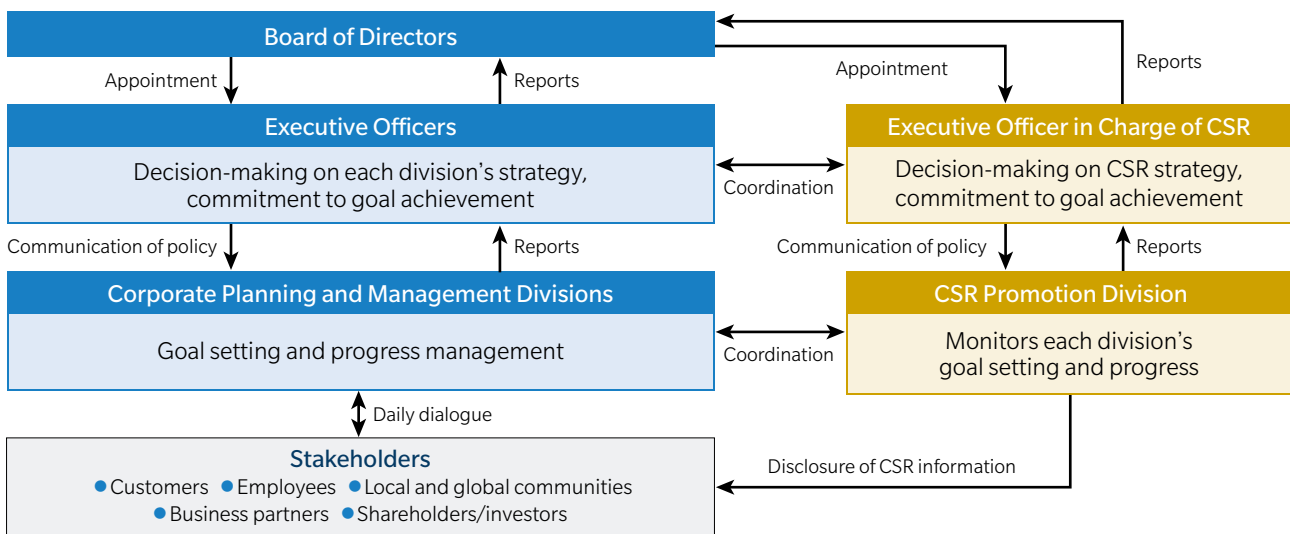 Board of Directors
Appointment
Reports
Appointment
Reports
Executive Officers
Decision-making on each division's strategy,
commitment to goal achievement
Coordination
Executive Officer in Charge of CSR
Decision-making on CSR strategy,
commitment to goal achievement
Communication of policy
Reports
Communication of policy
Reports
Corporate Planning and Management Divisions
Goal setting and progress management
Coordination
CSR Promotion Division
Monitors each division's
goal setting and progress
Daily dialogue
Stakeholders
● Customers ● Employees ● Local and global communities
● Business partners ● Shareholders/investors
Disclosure of CSR information